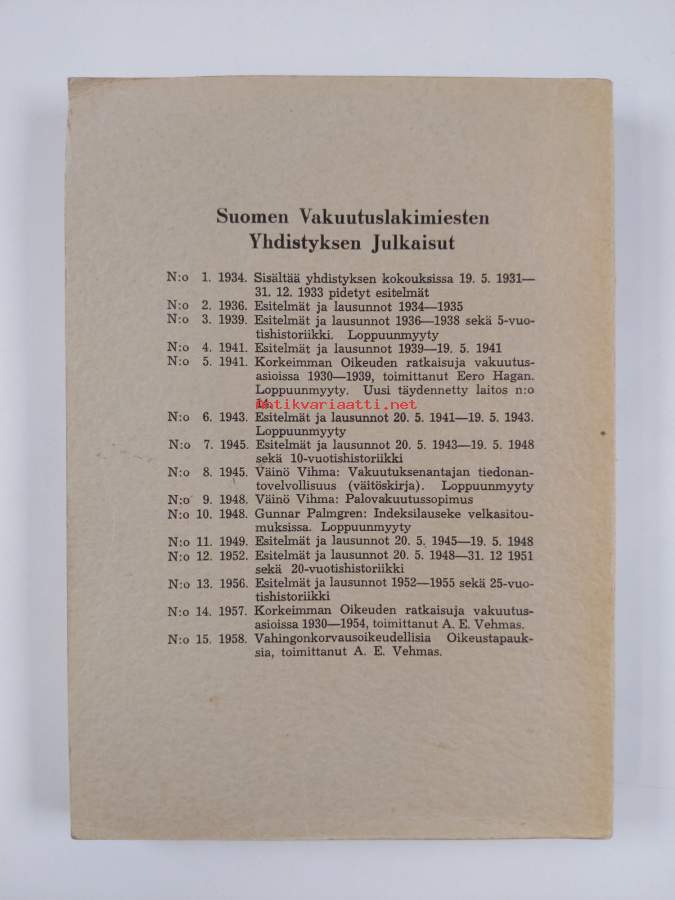 Suomen Vakuutuslakimiesten
Yhdistyksen Julkaisut
N:o 1. 1934. Sisältää yhdistyksen kokouksissa 19. 5. 1931—
31. 12. 1933 pidetyt esitelmät
N:o 2. 1936. Esitelmät ja lausunnot 1934—1935
N:o 3. 1939. Esitelmät ja lausunnot 1936—1938 sekä 5-vuo-
tishistoriikki. Loppuunmyyty
N:o 4. 1941. Esitelmät ja lausunnot 1939—19. 5. 1941
N:o 5. 1941. Korkeimman Oikeuden ratkaisuja vakuutus-
asioissa 1930—1939, toimittanut Eero Hagan.
Loppuunmyyty. Uusi täydennetty laitos n:o
14.
antikvariaatti.net
N:o 6. 1943. Esitelmät ja lausunnot 20. 5. 1941—19. 5. 1943.
Loppuunmyyty
N:o 7. 1945. Esitelmät ja lausunnot 20. 5. 1943—19. 5. 1948
sekä 10-vuotishistoriikki
N:o 8. 1945. Väinö Vihma: Vakuutuksenantajan tiedonan-
tovelvollisuus (väitöskirja). Loppuunmyyty
N:o 9. 1948. Väinö Vihma: Palovakuutussopimus
N:o 10. 1948. Gunnar Palmgren: Indeksilauseke velkasitou-
muksissa. Loppuunmyyty
N:o 11. 1949. Esitelmät ja lausunnot 20. 5. 1945—19. 5. 1948
N:o 12. 1952. Esitelmät ja lausunnot 20. 5. 1948—31. 12 1951
sekä 20-vuotishistoriikki
N:o 13. 1956. Esitelmät ja lausunnot 1952—1955 sekä 25-vuo-
tishistoriikki
N:o 14. 1957. Korkeimman Oikeuden ratkaisuja vakuutus-
asioissa 1930—1954, toimittanut A. E. Vehmas.
N:o 15. 1958. Vahingonkorvausoikeudellisia Oikeustapauk-
sia, toimittanut A. E. Vehmas.